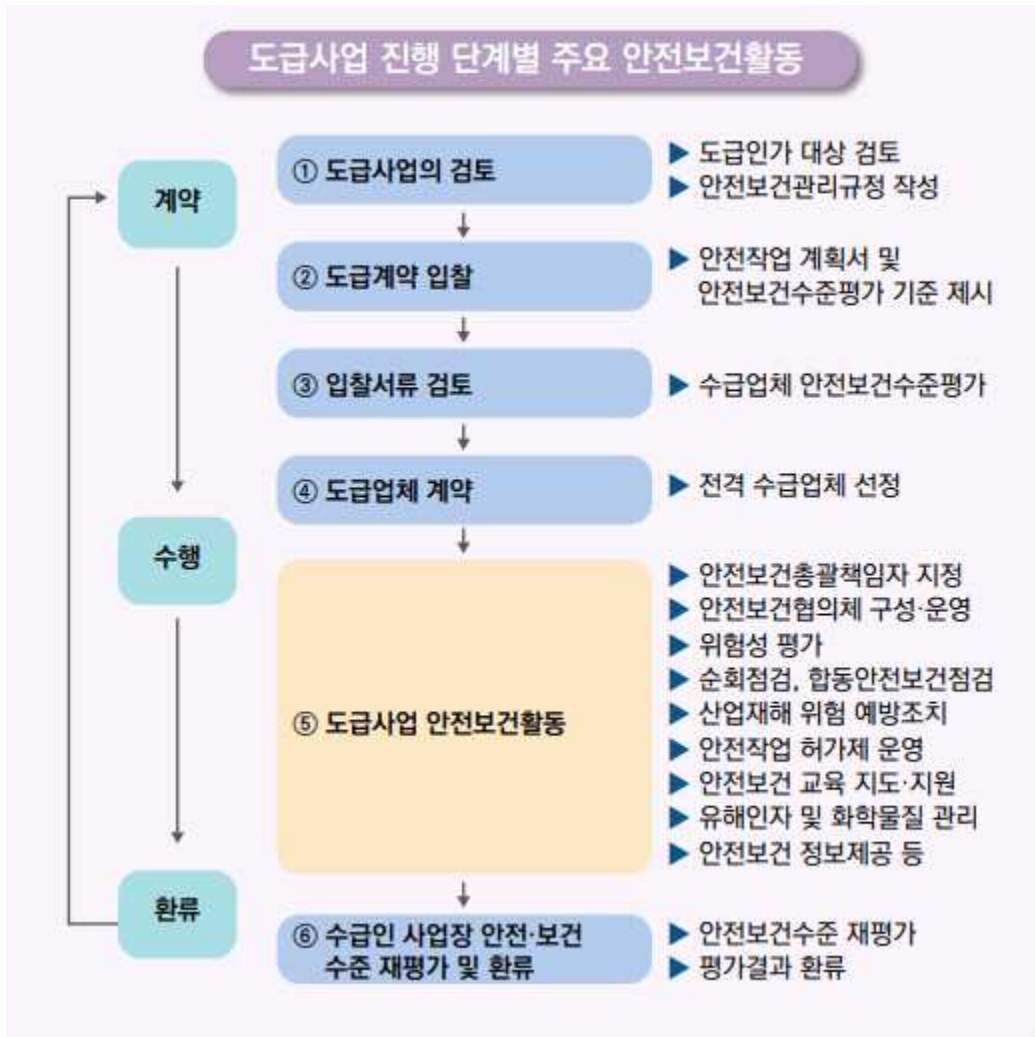 도급사업 진행 단계별 주요 안전보건활동
계약
① 도급사업의 검토
▶ 도급인가 대상 검토
▶ 안전보건관리규정 작성
② 도급계약 입찰
▶ 안전작업 계획서 및
안전보건수준평가 기준 제시
③ 입찰서류 검토
▶ 수급업체 안전보건수준평가
④ 도급업체 계약
▶ 전격 수급업체 선정
수행
⑤ 도급사업 안전보건활동
▶ 안전보건총괄책임자 지정
▶ 안전보건협의체 구성·운영
▶ 위험성 평가
▶ 순회점검, 합동안전보건점검
▶ 산업재해 위험 예방조치
▶ 안전작업 허가제 운영
▶ 안전보건 교육 지도·지원
▶ 유해인자 및 화학물질 관리
▶ 안전보건 정보제공 등
환류
⑥ 수급인 사업장 안전·보건
수준 재평가 및 환류
▶ 안전보건수준 재평가
▶ 평가결과 환류